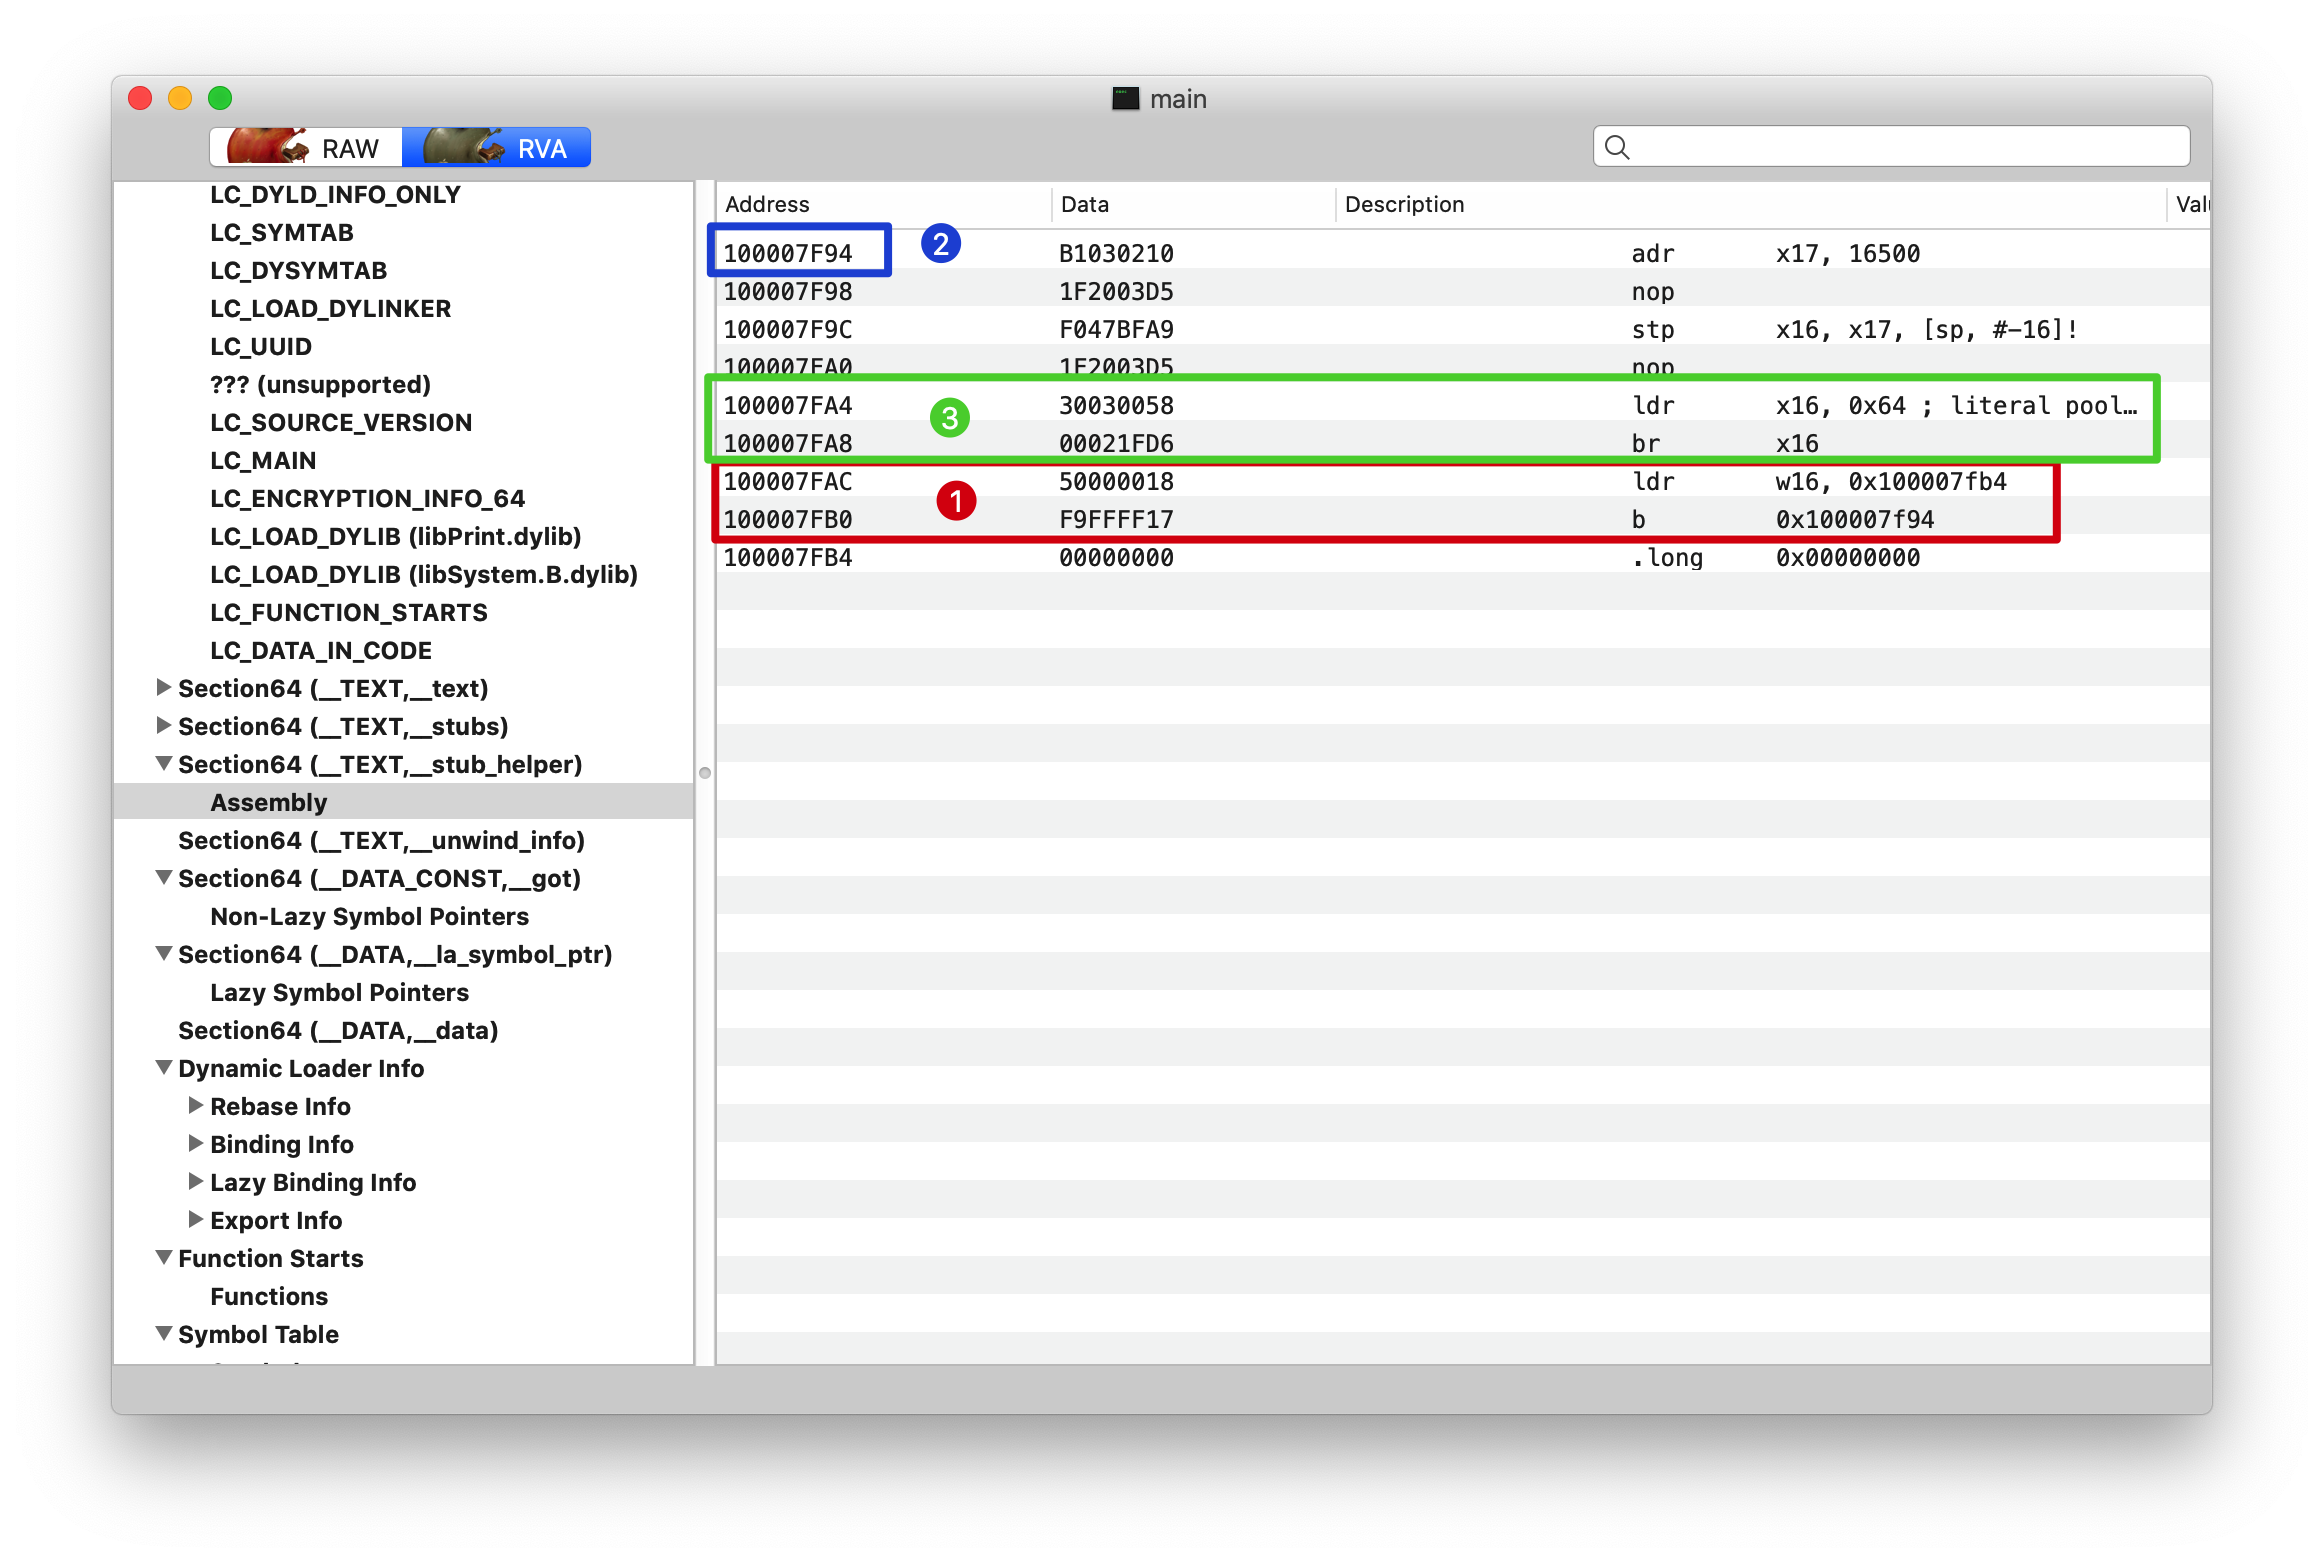 main
RAW RVA
LC_DYLD_INFO_ONLY
LC_SYMTAB
LC_DYSYMTAB
LC_LOAD_DYLINKER
LC_UUID
??? (unsupported)
LC_SOURCE_VERSION
LC_MAIN
LC_ENCRYPTION_INFO_64
LC_LOAD_DYLIB (libPrint.dylib)
LC_LOAD_DYLIB (libSystem.B.dylib)
LC_FUNCTION_STARTS
LC_DATA_IN_CODE
Section64 (__TEXT,__text)
Section64 (__TEXT,__stubs)
Section64 (__TEXT,__stub_helper)
Assembly
Section64 (__TEXT,__unwind_info)
Section64 (__DATA_CONST,__got)
Non-Lazy Symbol Pointers
Section64 (__DATA,__la_symbol_ptr)
Lazy Symbol Pointers
Section64 (__DATA,__data)
Dynamic Loader Info
Rebase Info
Binding Info
Lazy Binding Info
Export Info
Function Starts
Functions
Symbol Table
Address Data Description
100007F94 2 B1030210 adr x17, 16500
100007F98 1F2003D5 nop
100007F9C F047BFA9 stp x16, x17, [sp, #-16]!
100007FA0 1F2003D5 nop
100007FA4 3 30030058 ldr x16, 0x64 ; literal pool…
100007FA8 00021FD6 br x16
100007FAC 1 50000018 ldr w16, 0x100007fb4
100007FB0 F9FFFF17 b 0x100007f94
100007FB4 00000000 .long 0x00000000